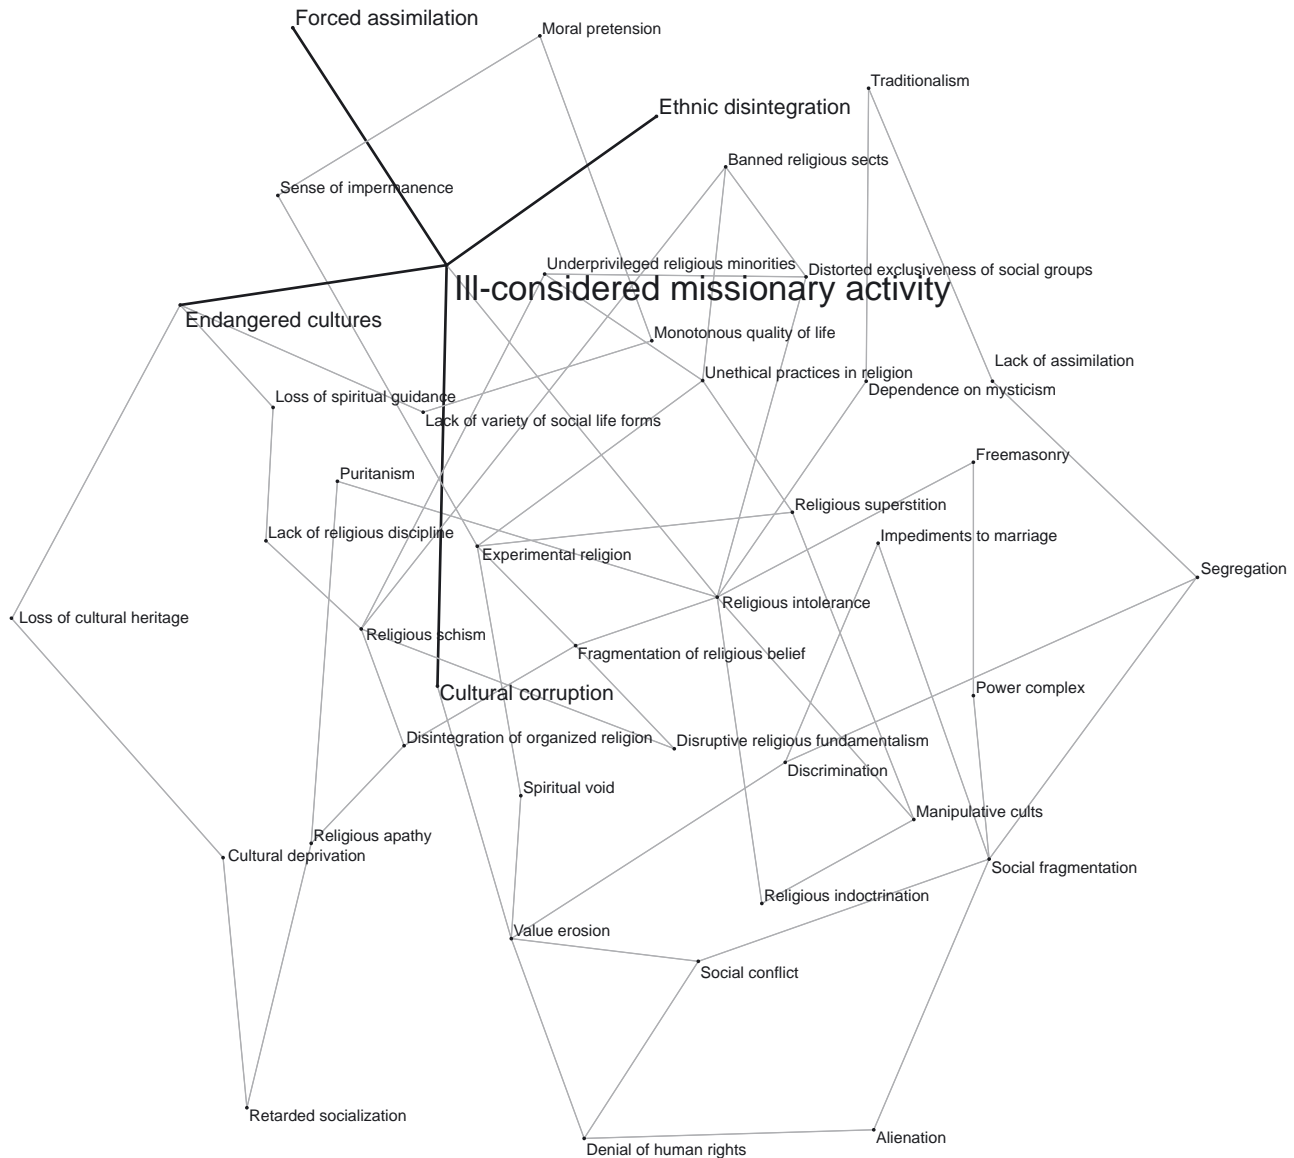 Forced assimilation
Moral pretension
Traditionalism
Ethnic disintegration
Banned religious sects
Sense of impermanence
Underprivileged religious minorities
Distorted exclusiveness of social groups
Ill-considered missionary activity
Endangered cultures
Monotonous quality of life
Lack of assimilation
Unethical practices in religion
Dependence on mysticism
Loss of spiritual guidance
Lack of variety of social life forms
Freemasonry
Puritanism
Religious superstition
Lack of religious discipline
Impediments to marriage
Experimental religion
Segregation
Religious intolerance
Loss of cultural heritage
Religious schism
Fragmentation of religious belief
Power complex
Cultural corruption
Disintegration of organized religion
Disruptive religious fundamentalism
Discrimination
Spiritual void
Manipulative cults
Religious apathy
Cultural deprivation
Social fragmentation
Religious indoctrination
Value erosion
Social conflict
Retarded socialization
Alienation
Denial of human rights